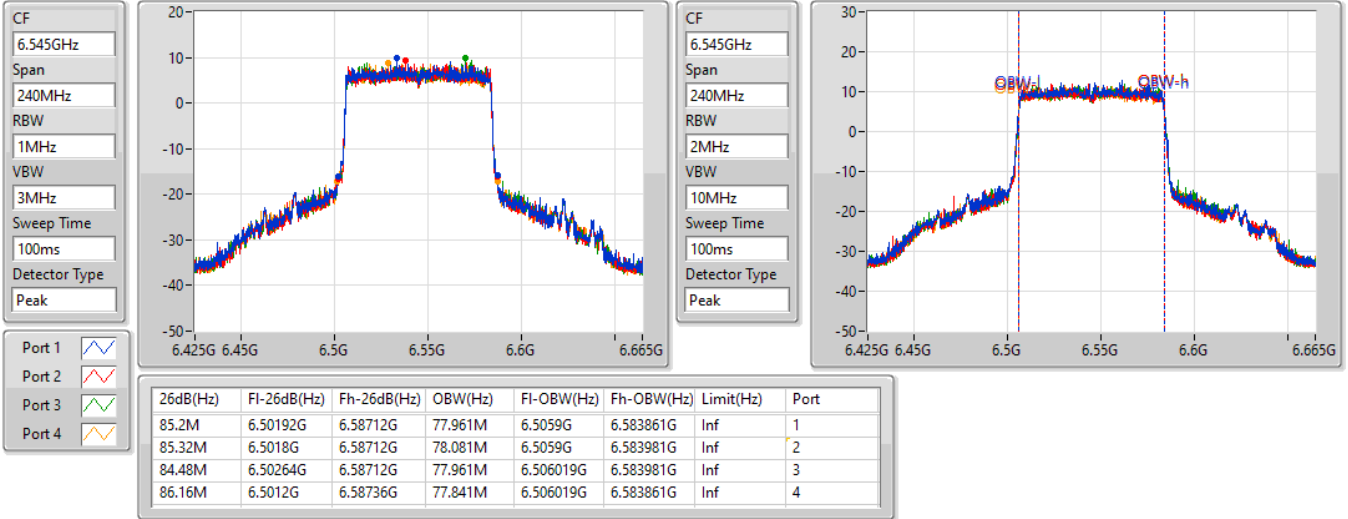 CF
6.545GHz
Span
240MHz
RBW
1MHz
VBW
3MHz
Sweep Time
100ms
Detector Type
Peak
20
10
0
-10
-20
-30
-40
-50
6.425G 6.45G 6.5G 6.55G 6.6G 6.665G
CF
6.545GHz
Span
240MHz
RBW
2MHz
VBW
10MHz
Sweep Time
100ms
Detector Type
Peak
30
20
10
0
-10
-20
-30
-40
-50
OBW-l OBW-h
6.425G 6.45G 6.5G 6.55G 6.6G 6.665G
Port 1
Port 2
Port 3
Port 4
26dB(Hz) Fl-26dB(Hz) Fh-26dB(Hz) OBW(Hz) Fl-OBW(Hz) Fh-OBW(Hz) Limit(Hz) Port
85.2M 6.50192G 6.58712G 77.961M 6.5059G 6.583861G Inf 1
85.32M 6.5018G 6.58712G 78.081M 6.5059G 6.583981G Inf 2
84.48M 6.50264G 6.58712G 77.961M 6.506019G 6.583981G Inf 3
86.16M 6.5012G 6.58736G 77.841M 6.506019G 6.583861G Inf 4